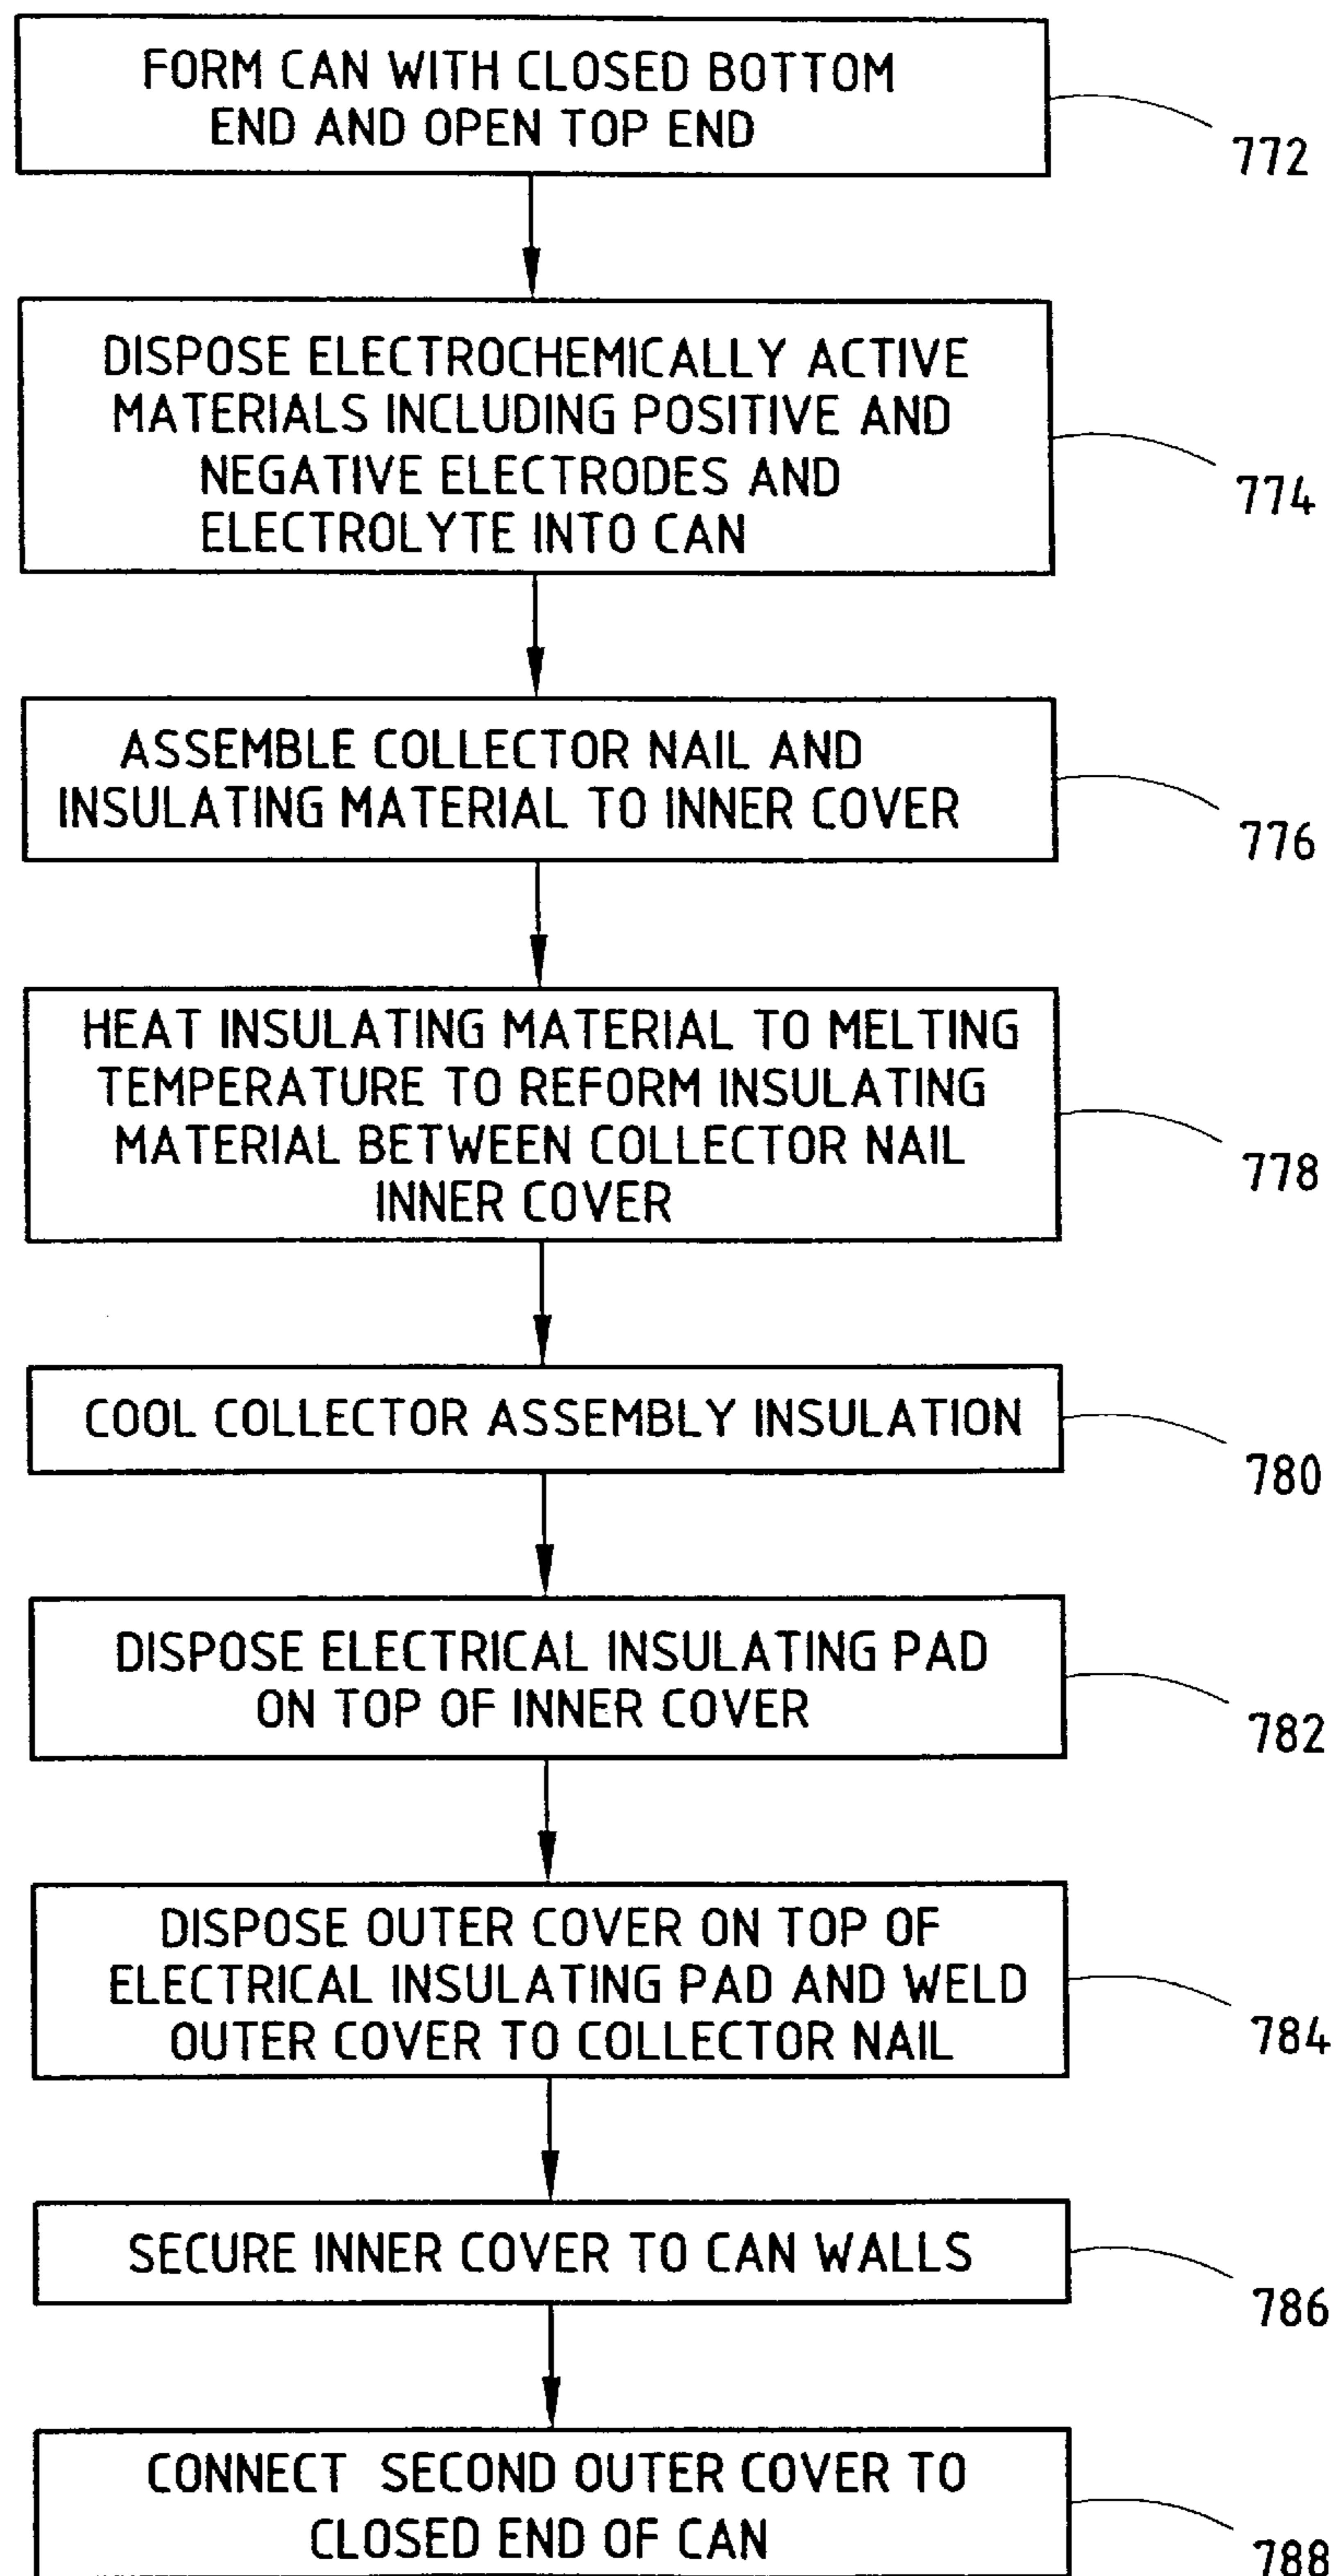 FORM CAN WITH CLOSED BOTTOM
END AND OPEN TOP END
772
DISPOSE ELECTROCHEMICALLY ACTIVE
MATERIALS INCLUDING POSITIVE AND
NEGATIVE ELECTRODES AND
ELECTROLYTE INTO CAN
774
ASSEMBLE COLLECTOR NAIL AND
INSULATING MATERIAL TO INNER COVER
776
HEAT INSULATING MATERIAL TO MELTING
TEMPERATURE TO REFORM INSULATING
MATERIAL BETWEEN COLLECTOR NAIL
INNER COVER
778
COOL COLLECTOR ASSEMBLY INSULATION
780
DISPOSE ELECTRICAL INSULATING PAD
ON TOP OF INNER COVER
782
DISPOSE OUTER COVER ON TOP OF
ELECTRICAL INSULATING PAD AND WELD
OUTER COVER TO COLLECTOR NAIL
784
SECURE INNER COVER TO CAN WALLS
786
CONNECT SECOND OUTER COVER TO
CLOSED END OF CAN
788